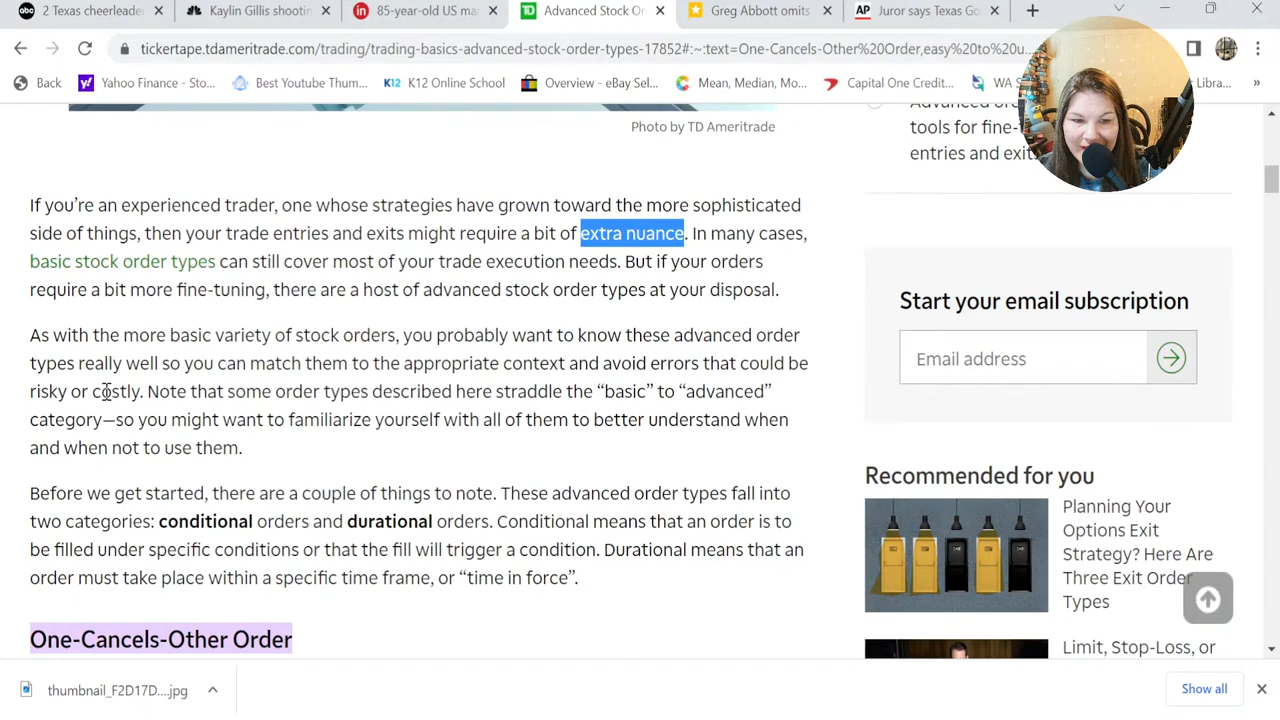 2 Texas cheerleade
Kaylin Gillis shootin
85-year-old US mar
Advanced Stock Or
Greg Abbott omits
Juror says Texas Go
tickertape.tdameritrade.com/trading/trading-basics-advanced-stock-order-types-17852#:~:text=One-Cancels-Other%20Order,easy%20to%20u...
Back
Yahoo Finance - Sto...
Best Youtube Thum...
K12 Online School
Overview - eBay Sel...
Mean, Median, Mo...
Capital One Credit...
WA S
Libra...
Photo by TD Ameritrade
tools for fine-
entries and exits
If you’re an experienced trader, one whose strategies have grown toward the more sophisticated
side of things, then your trade entries and exits might require a bit of extra nuance. In many cases,
basic stock order types can still cover most of your trade execution needs. But if your orders
require a bit more fine-tuning, there are a host of advanced stock order types at your disposal.
As with the more basic variety of stock orders, you probably want to know these advanced order
types really well so you can match them to the appropriate context and avoid errors that could be
risky or costly. Note that some order types described here straddle the “basic” to “advanced”
category—so you might want to familiarize yourself with all of them to better understand when
and when not to use them.
Before we get started, there are a couple of things to note. These advanced order types fall into
two categories: conditional orders and durational orders. Conditional means that an order is to
be filled under specific conditions or that the fill will trigger a condition. Durational means that an
order must take place within a specific time frame, or “time in force”.
One-Cancels-Other Order
Start your email subscription
Email address
Recommended for you
Planning Your
Options Exit
Strategy? Here Are
Three Exit Order
Types
Limit, Stop-Loss, or
thumbnail_F2D17D....jpg
Show all